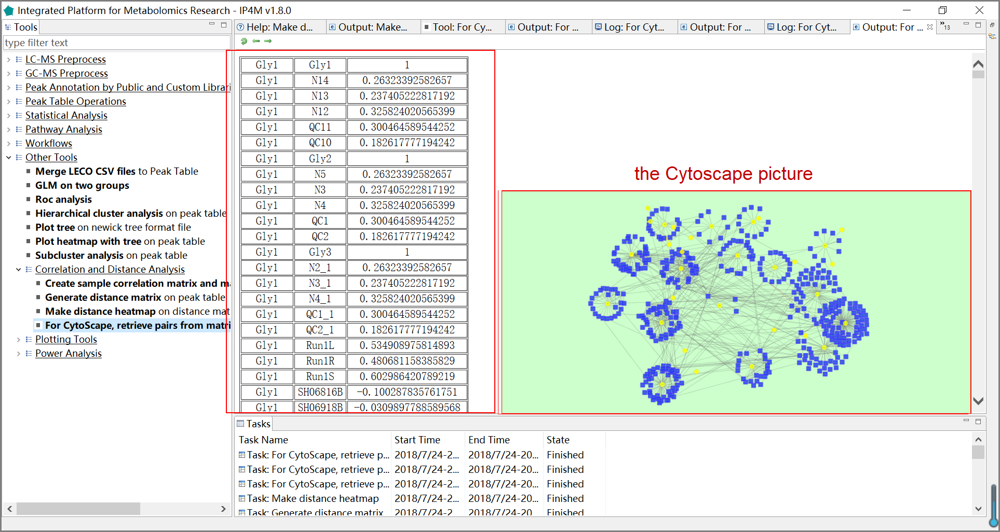 Integrated Platform for Metabolomics Research - IP4M v1.8.0
Tools
type filter text
LC-MS Preprocess
GC-MS Preprocess
Peak Annotation by Public and Custom Librari
Peak Table Operations
Statistical Analysis
Pathway Analysis
Workflows
Other Tools
Merge LECO CSV files to Peak Table
GLM on two groups
Roc analysis
Hierarchical cluster analysis on peak table
Plot tree on newick tree format file
Plot heatmap with tree on peak table
Subcluster analysis on peak table
Correlation and Distance Analysis
Create sample correlation matrix and m
Generate distance matrix on peak table
Make distance heatmap on distance mat
For CytoScape, retrieve pairs from matri
Plotting Tools
Power Analysis
Help: Make d... Output: Make... Tool: For Cy... Output: For ... Log: For Cyt... Output: For ... Log: For Cyt... Output: For ... »13
Gly1 Gly1 1
Gly1 N14 0.26323392582657
Gly1 N13 0.237405222817192
Gly1 N12 0.325824020565399
Gly1 QC11 0.300464589544252
Gly1 QC10 0.182617777194242
Gly1 Gly2 1
Gly1 N5 0.26323392582657
Gly1 N3 0.237405222817192
Gly1 N4 0.325824020565399
Gly1 QC1 0.300464589544252
Gly1 QC2 0.182617777194242
Gly1 Gly3 1
Gly1 N2_1 0.26323392582657
Gly1 N3_1 0.237405222817192
Gly1 N4_1 0.325824020565399
Gly1 QC1_1 0.300464589544252
Gly1 QC2_1 0.182617777194242
Gly1 Run1L 0.534908975814893
Gly1 Run1R 0.480681158385829
Gly1 Run1S 0.602986420789219
Gly1 SH06816B -0.100287835761751
Gly1 SH06918B -0.0309897788589568
the Cytoscape picture
Tasks
Task Name Start Time End Time State
Task: For CytoScape, retrieve p... 2018/7/24-2... 2018/7/24-20... Finished
Task: For CytoScape, retrieve p... 2018/7/24-2... 2018/7/24-20... Finished
Task: For CytoScape, retrieve p... 2018/7/24-2... 2018/7/24-20... Finished
Task: Make distance heatmap 2018/7/24-2... 2018/7/24-20... Finished
Task: Generate distance matrix 2018/7/24-2 2018/7/24-20 Finished